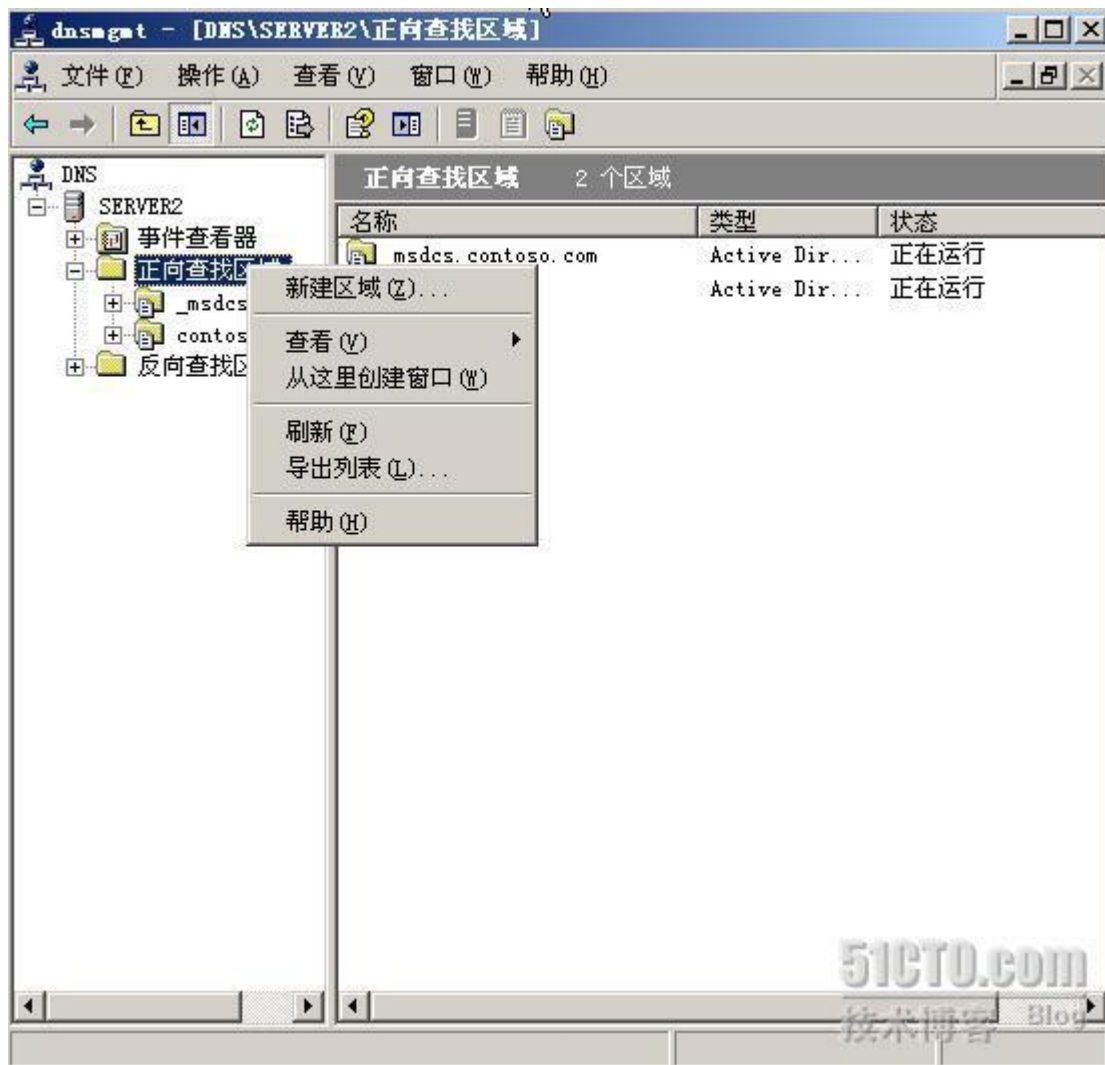 dnsmgmt - [DNS\SERVER2\正向查找区域]
文件(F) 操作(A) 查看(V) 窗口(W) 帮助(H)
DNS
SERVER2
事件查看器
正向查找区
_msdcs
contos
反向查找区
正向查找区域 2 个区域
名称 类型 状态
msdcs.contoso.com Active Dir... 正在运行
Active Dir... 正在运行
新建区域(Z)...
查看(V)
从这里创建窗口(W)
刷新(F)
导出列表(L)...
帮助(H)
51CTO.com
技术博客 Blog